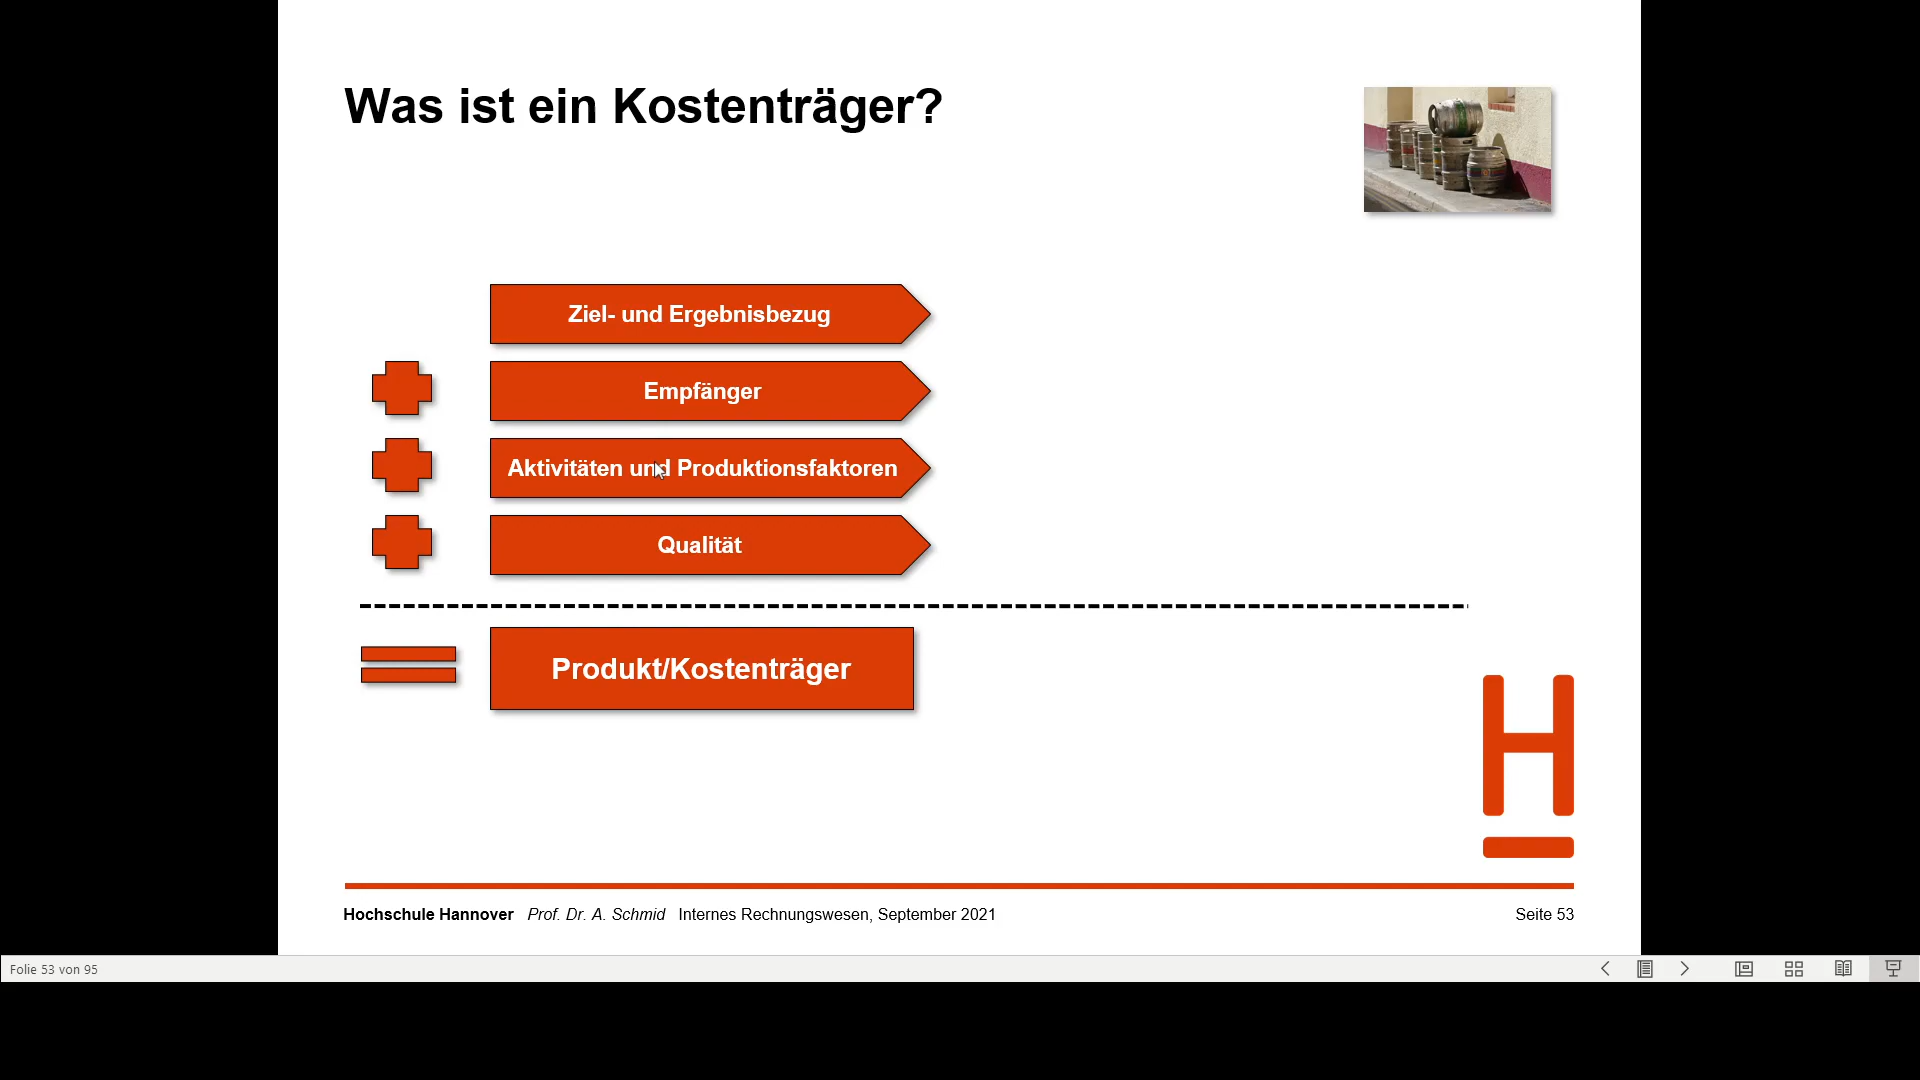 Was ist ein Kostenträger?
Ziel- und Ergebnisbezug
Empfänger
Aktivitäten und Produktionsfaktoren
Qualität
Produkt/Kostenträger
H
Hochschule Hannover Prof. Dr. A. Schmid Internes Rechnungswesen, September 2021 Seite 53
Folie 53 von 95